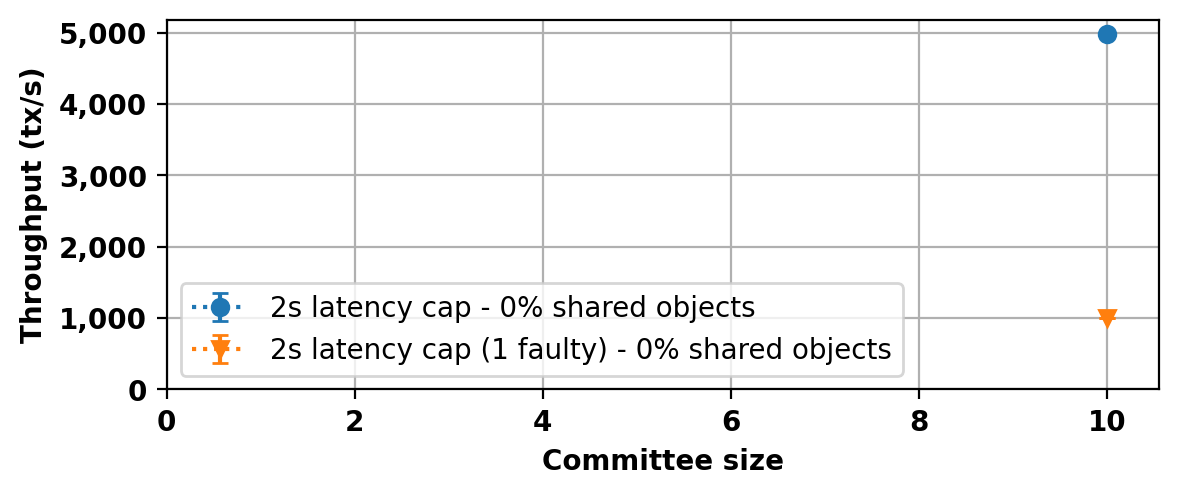 5,000
4,000
3,000
2,000
1,000
0
Throughput (tx/s)
2s latency cap - 0% shared objects
2s latency cap (1 faulty) - 0% shared objects
0 2 4 6 8 10
Committee size